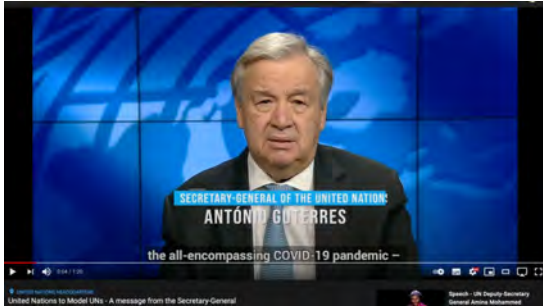 SECRETARY-GENERAL OF THE UNITED NATIONS
ANTÓNIO GUTERRES
the all-encompassing COVID-19 pandemic –
0:04 / 1:20
UNITED NATIONS HEADQUARTERS
United Nations to Model UNs - A message from the Secretary-General
Speech - UN Deputy-Secretary
General Amina Mohammed